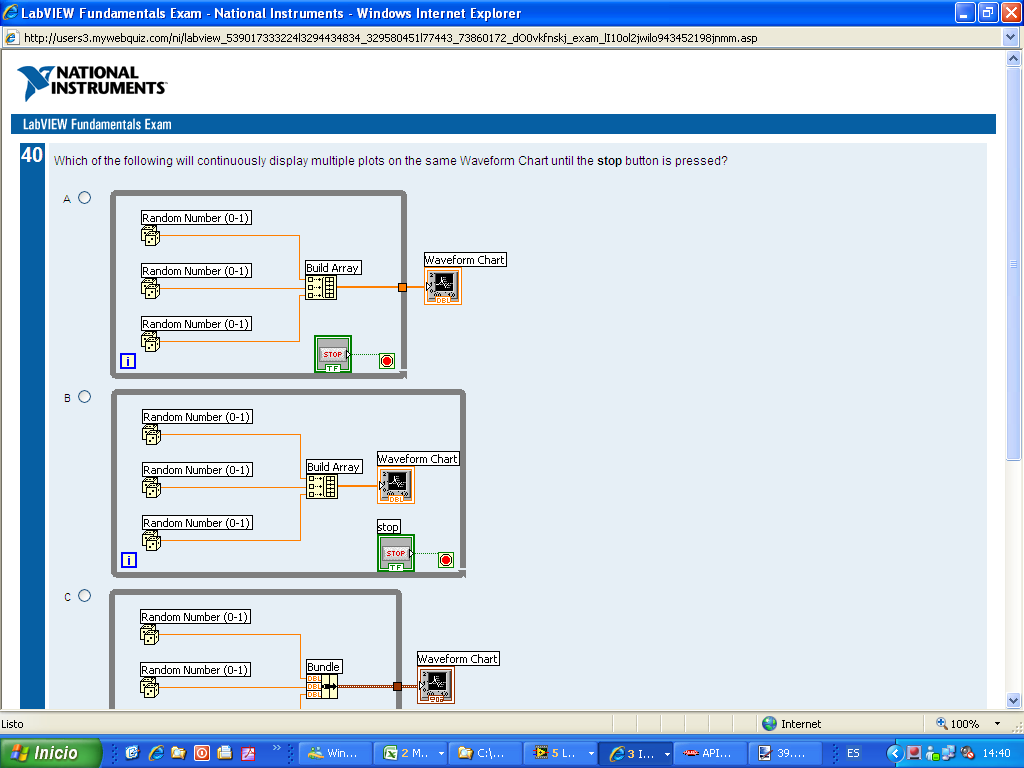 LabVIEW Fundamentals Exam - National Instruments - Windows Internet Explorer
http://users3.mywebquiz.com/ni/labview_539017333224l3294434834_329580451l77443_73860172_dO0vkfnskj_exam_lI10ol2jwilo943452198jnmm.asp
NATIONAL
INSTRUMENTS
LabVIEW Fundamentals Exam
40 Which of the following will continuously display multiple plots on the same Waveform Chart until the stop button is pressed?
A
Random Number (0-1)
Random Number (0-1)
Build Array
Waveform Chart
DBL
Random Number (0-1)
STOP
TF
i
B
Random Number (0-1)
Random Number (0-1)
Build Array
Waveform Chart
DBL
Random Number (0-1)
stop
STOP
TF
i
C
Random Number (0-1)
Random Number (0-1)
Bundle
DBL
DBL
DBL
Waveform Chart
Listo
Internet
100%
Inicio
Win...
2 M...
C:\...
5 L...
3 I...
API...
39....
ES
14:40